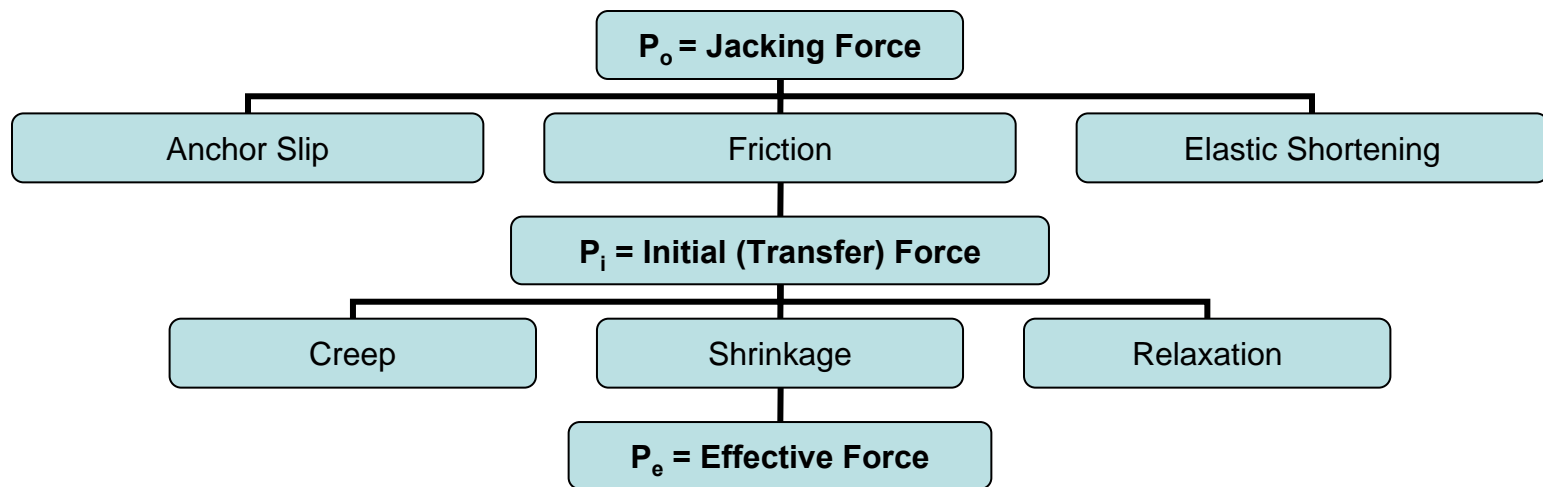 Po = Jacking Force
Anchor Slip
Friction
Elastic Shortening
Pi = Initial (Transfer) Force
Creep
Shrinkage
Relaxation
Pe = Effective Force